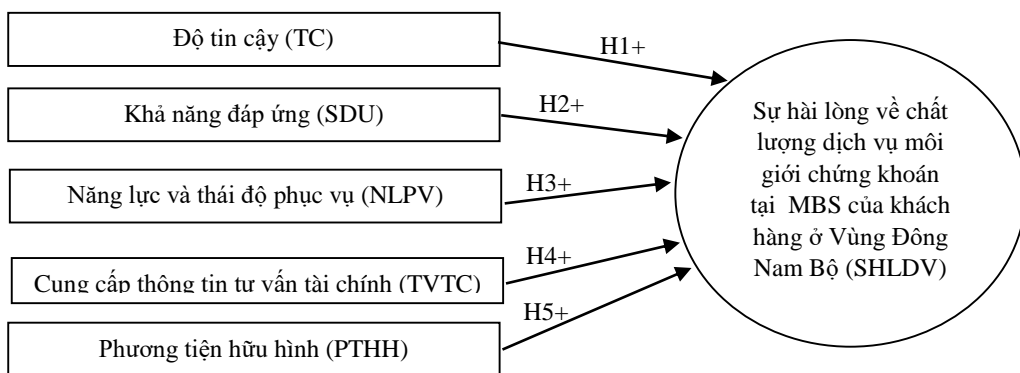 Độ tin cậy (TC)
H1+
Khả năng đáp ứng (SDU)
H2+
Năng lực và thái độ phục vụ (NLPV)
H3+
Cung cấp thông tin tư vấn tài chính (TVTC)
H4+
Phương tiện hữu hình (PTHH)
H5+
Sự hài lòng về chất
lượng dịch vụ môi
giới chứng khoán
tại MBS của khách
hàng ở Vùng Đông
Nam Bộ (SHLDV)